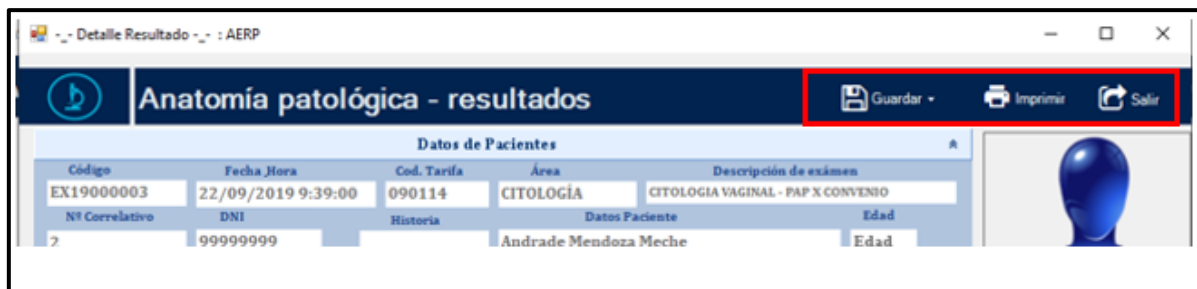 -_- Detalle Resultado -_- : AERP
Anatomía patológica - resultados Guardar Imprimir Salir
Datos de Pacientes
Código Fecha Hora Cod. Tarifa Área Descripción de exámen
EX19000003 22/09/2019 9:39:00 090114 CITOLOGÍA CITOLOGIA VAGINAL - PAP X CONVENIO
Nº Correlativo DNI Historia Datos Paciente Edad
2 99999999 Andrade Mendoza Meche Edad